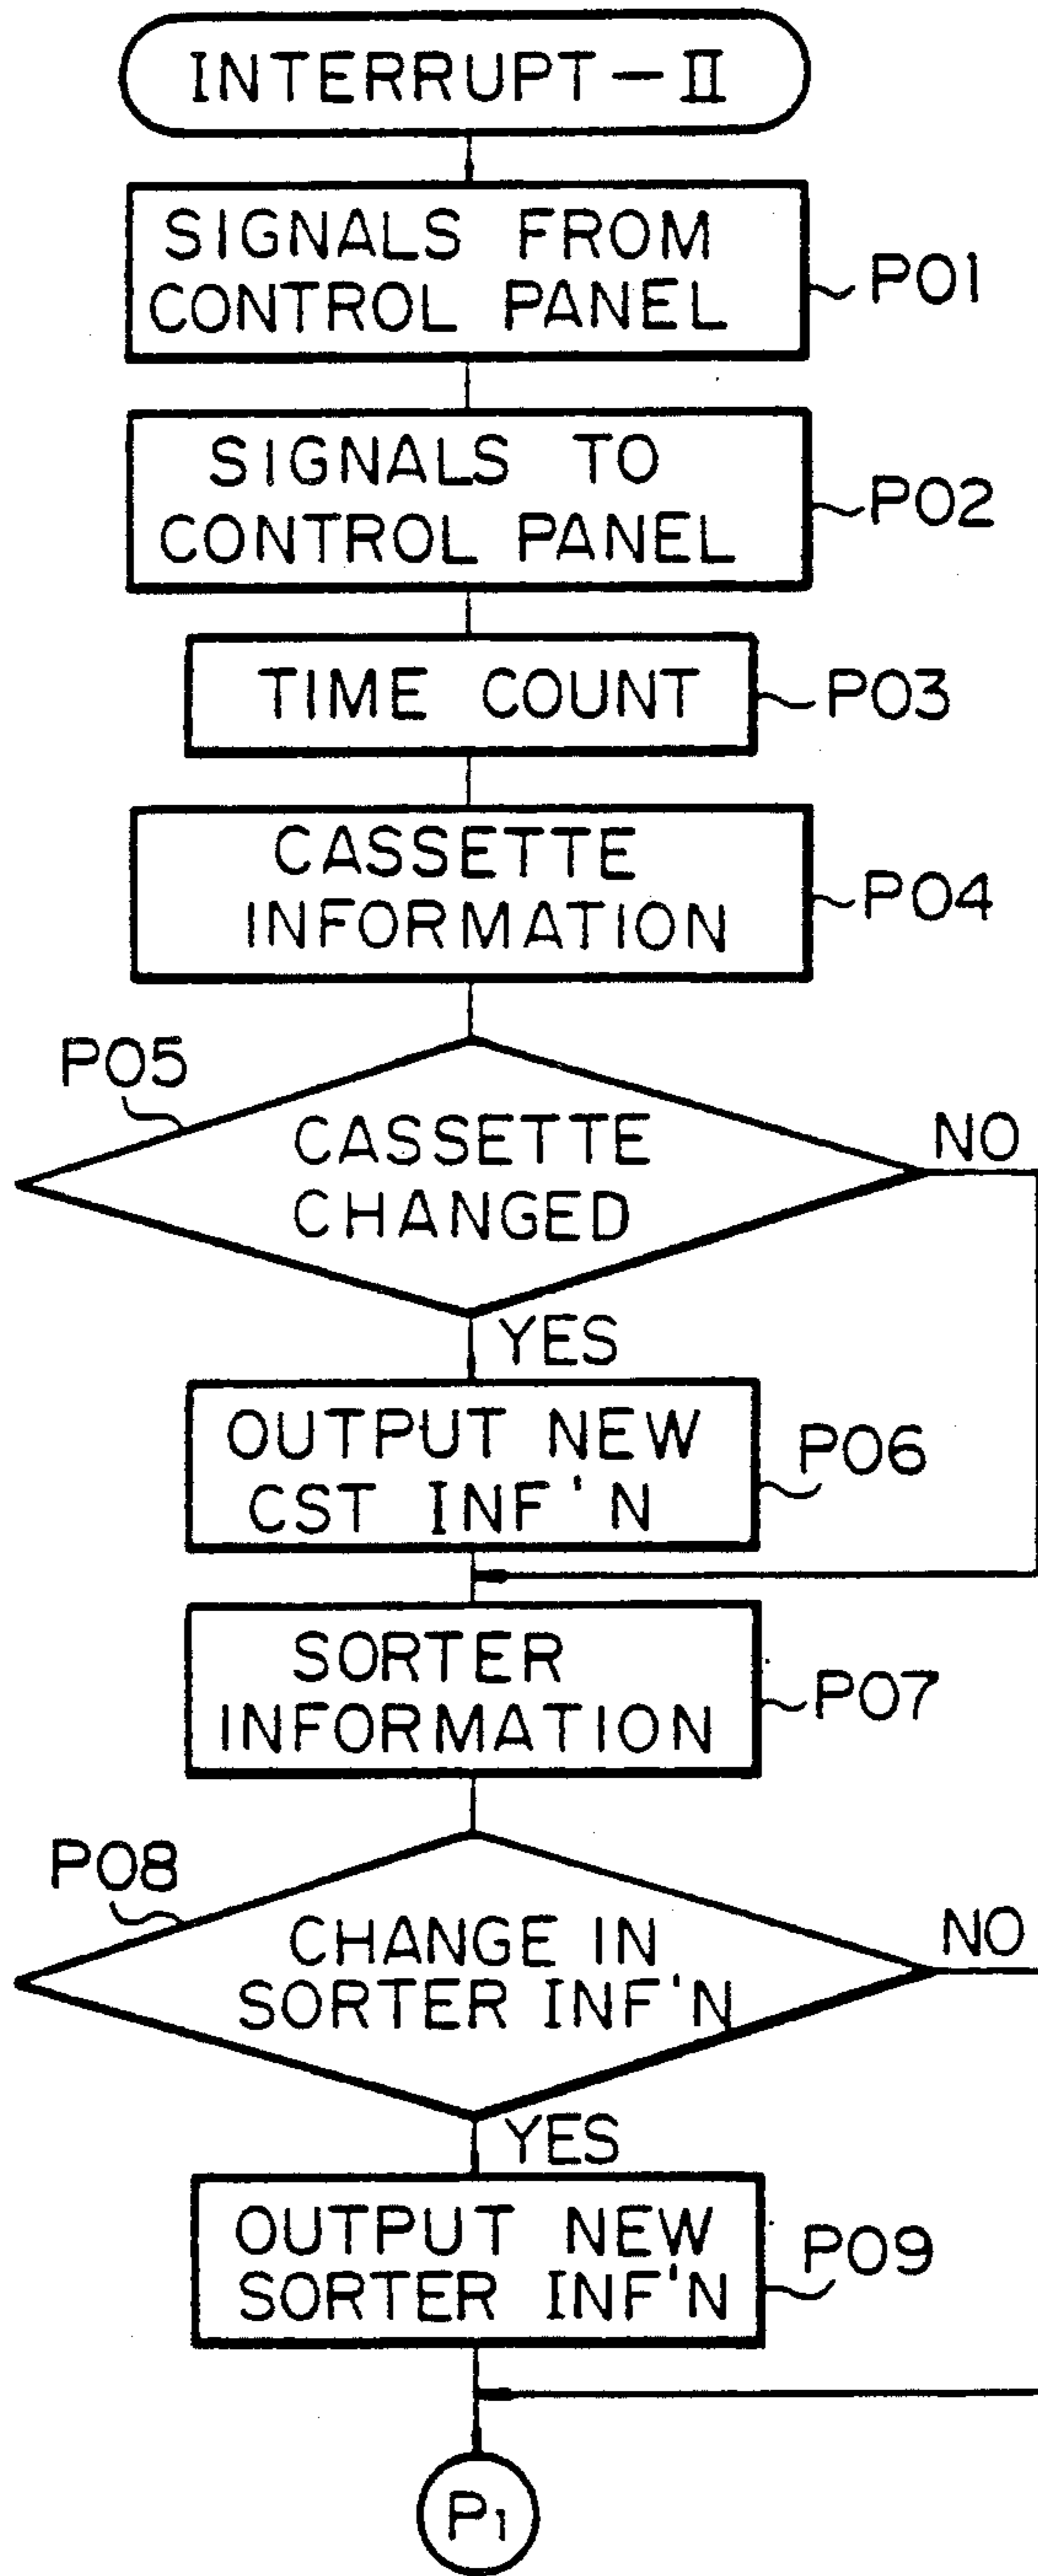 INTERRUPT-II
SIGNALS FROM
CONTROL PANEL
P01
SIGNALS TO
CONTROL PANEL
P02
TIME COUNT
P03
CASSETTE
INFORMATION
P04
P05
CASSETTE
CHANGED
NO
YES
OUTPUT NEW
CST INF'N
P06
SORTER
INFORMATION
P07
P08
CHANGE IN
SORTER INF'N
NO
YES
OUTPUT NEW
SORTER INF'N
P09
P1